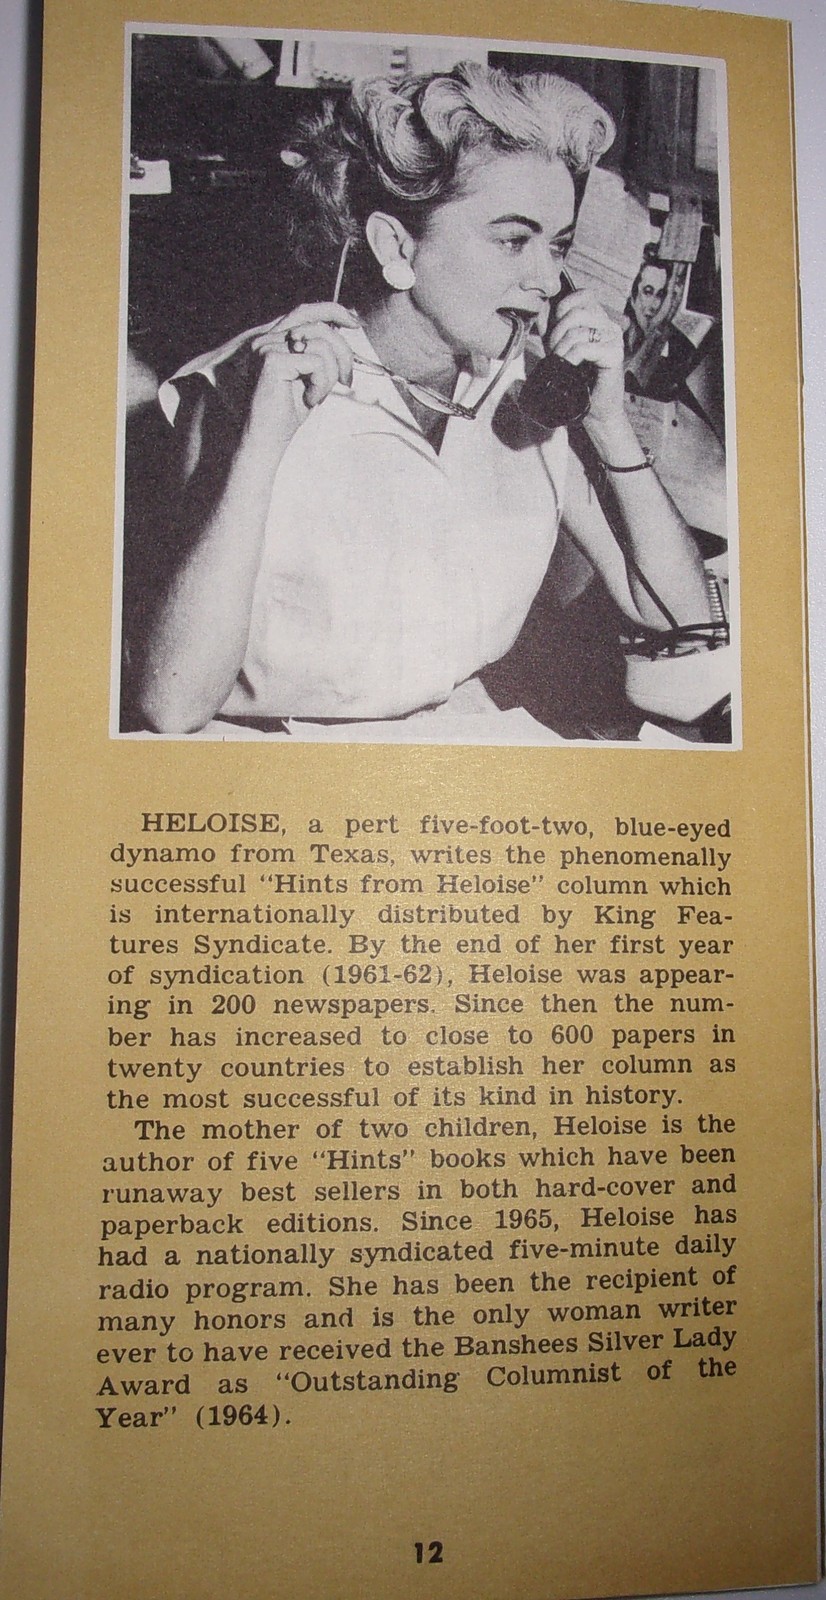 HELOISE, a pert five-foot-two, blue-eyed
dynamo from Texas, writes the phenomenally
successful "Hints from Heloise" column which
is internationally distributed by King Fea-
tures Syndicate. By the end of her first year
of syndication (1961-62), Heloise was appear-
ing in 200 newspapers. Since then the num-
ber has increased to close to 600 papers in
twenty countries to establish her column as
the most successful of its kind in history.
The mother of two children, Heloise is the
author of five "Hints" books which have been
runaway best sellers in both hard-cover and
paperback editions. Since 1965, Heloise has
had a nationally syndicated five-minute daily
radio program. She has been the recipient of
many honors and is the only woman writer
ever to have received the Banshees Silver Lady
Award as "Outstanding Columnist of the
Year" (1964).
12